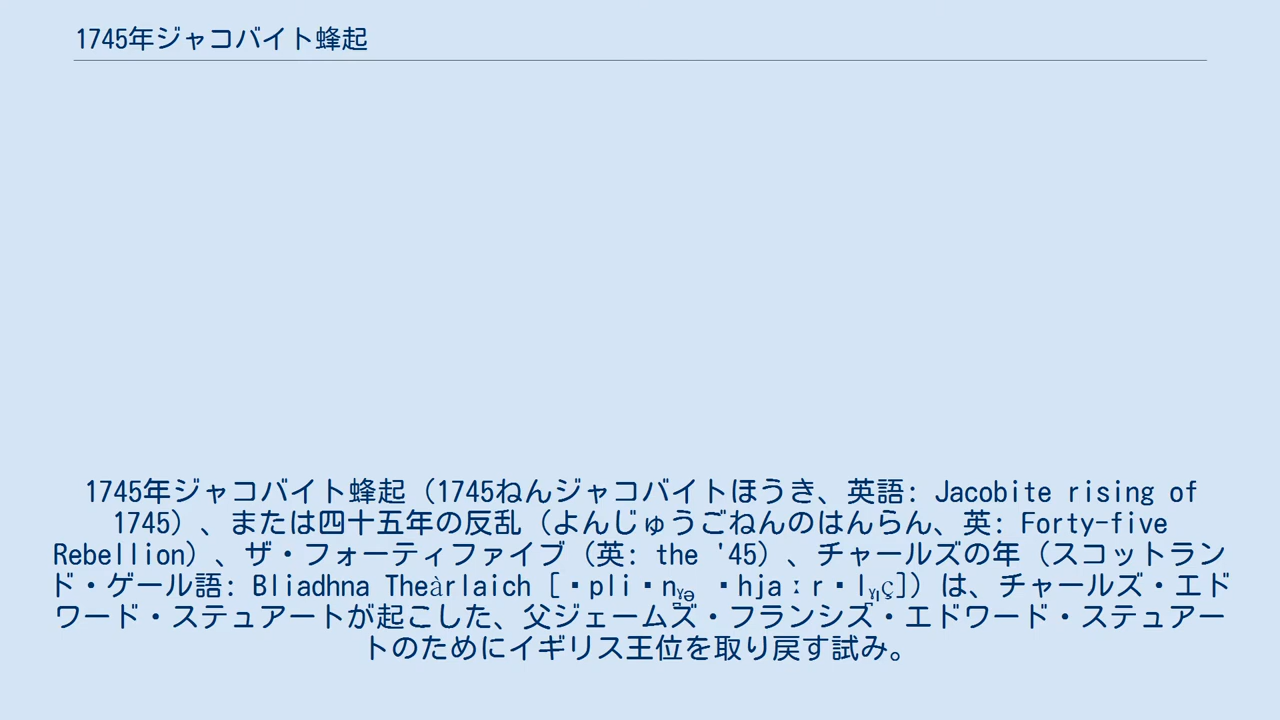 1745年ジャコバイト蜂起
1745年ジャコバイト蜂起（1745ねんジャコバイトほうき、英語: Jacobite rising of
1745）、または四十五年の反乱（よんじゅうごねんのはんらん、英: Forty-five
Rebellion）、ザ・フォーティファイブ（英: the '45）、チャールズの年（スコットラン
ド・ゲール語: Bliadhna Theàrlaich
）は、チャールズ・エド
ワード・ステュアートが起こした、父ジェームズ・フランシズ・エドワード・ステュアー
トのためにイギリス王位を取り戻す試み。